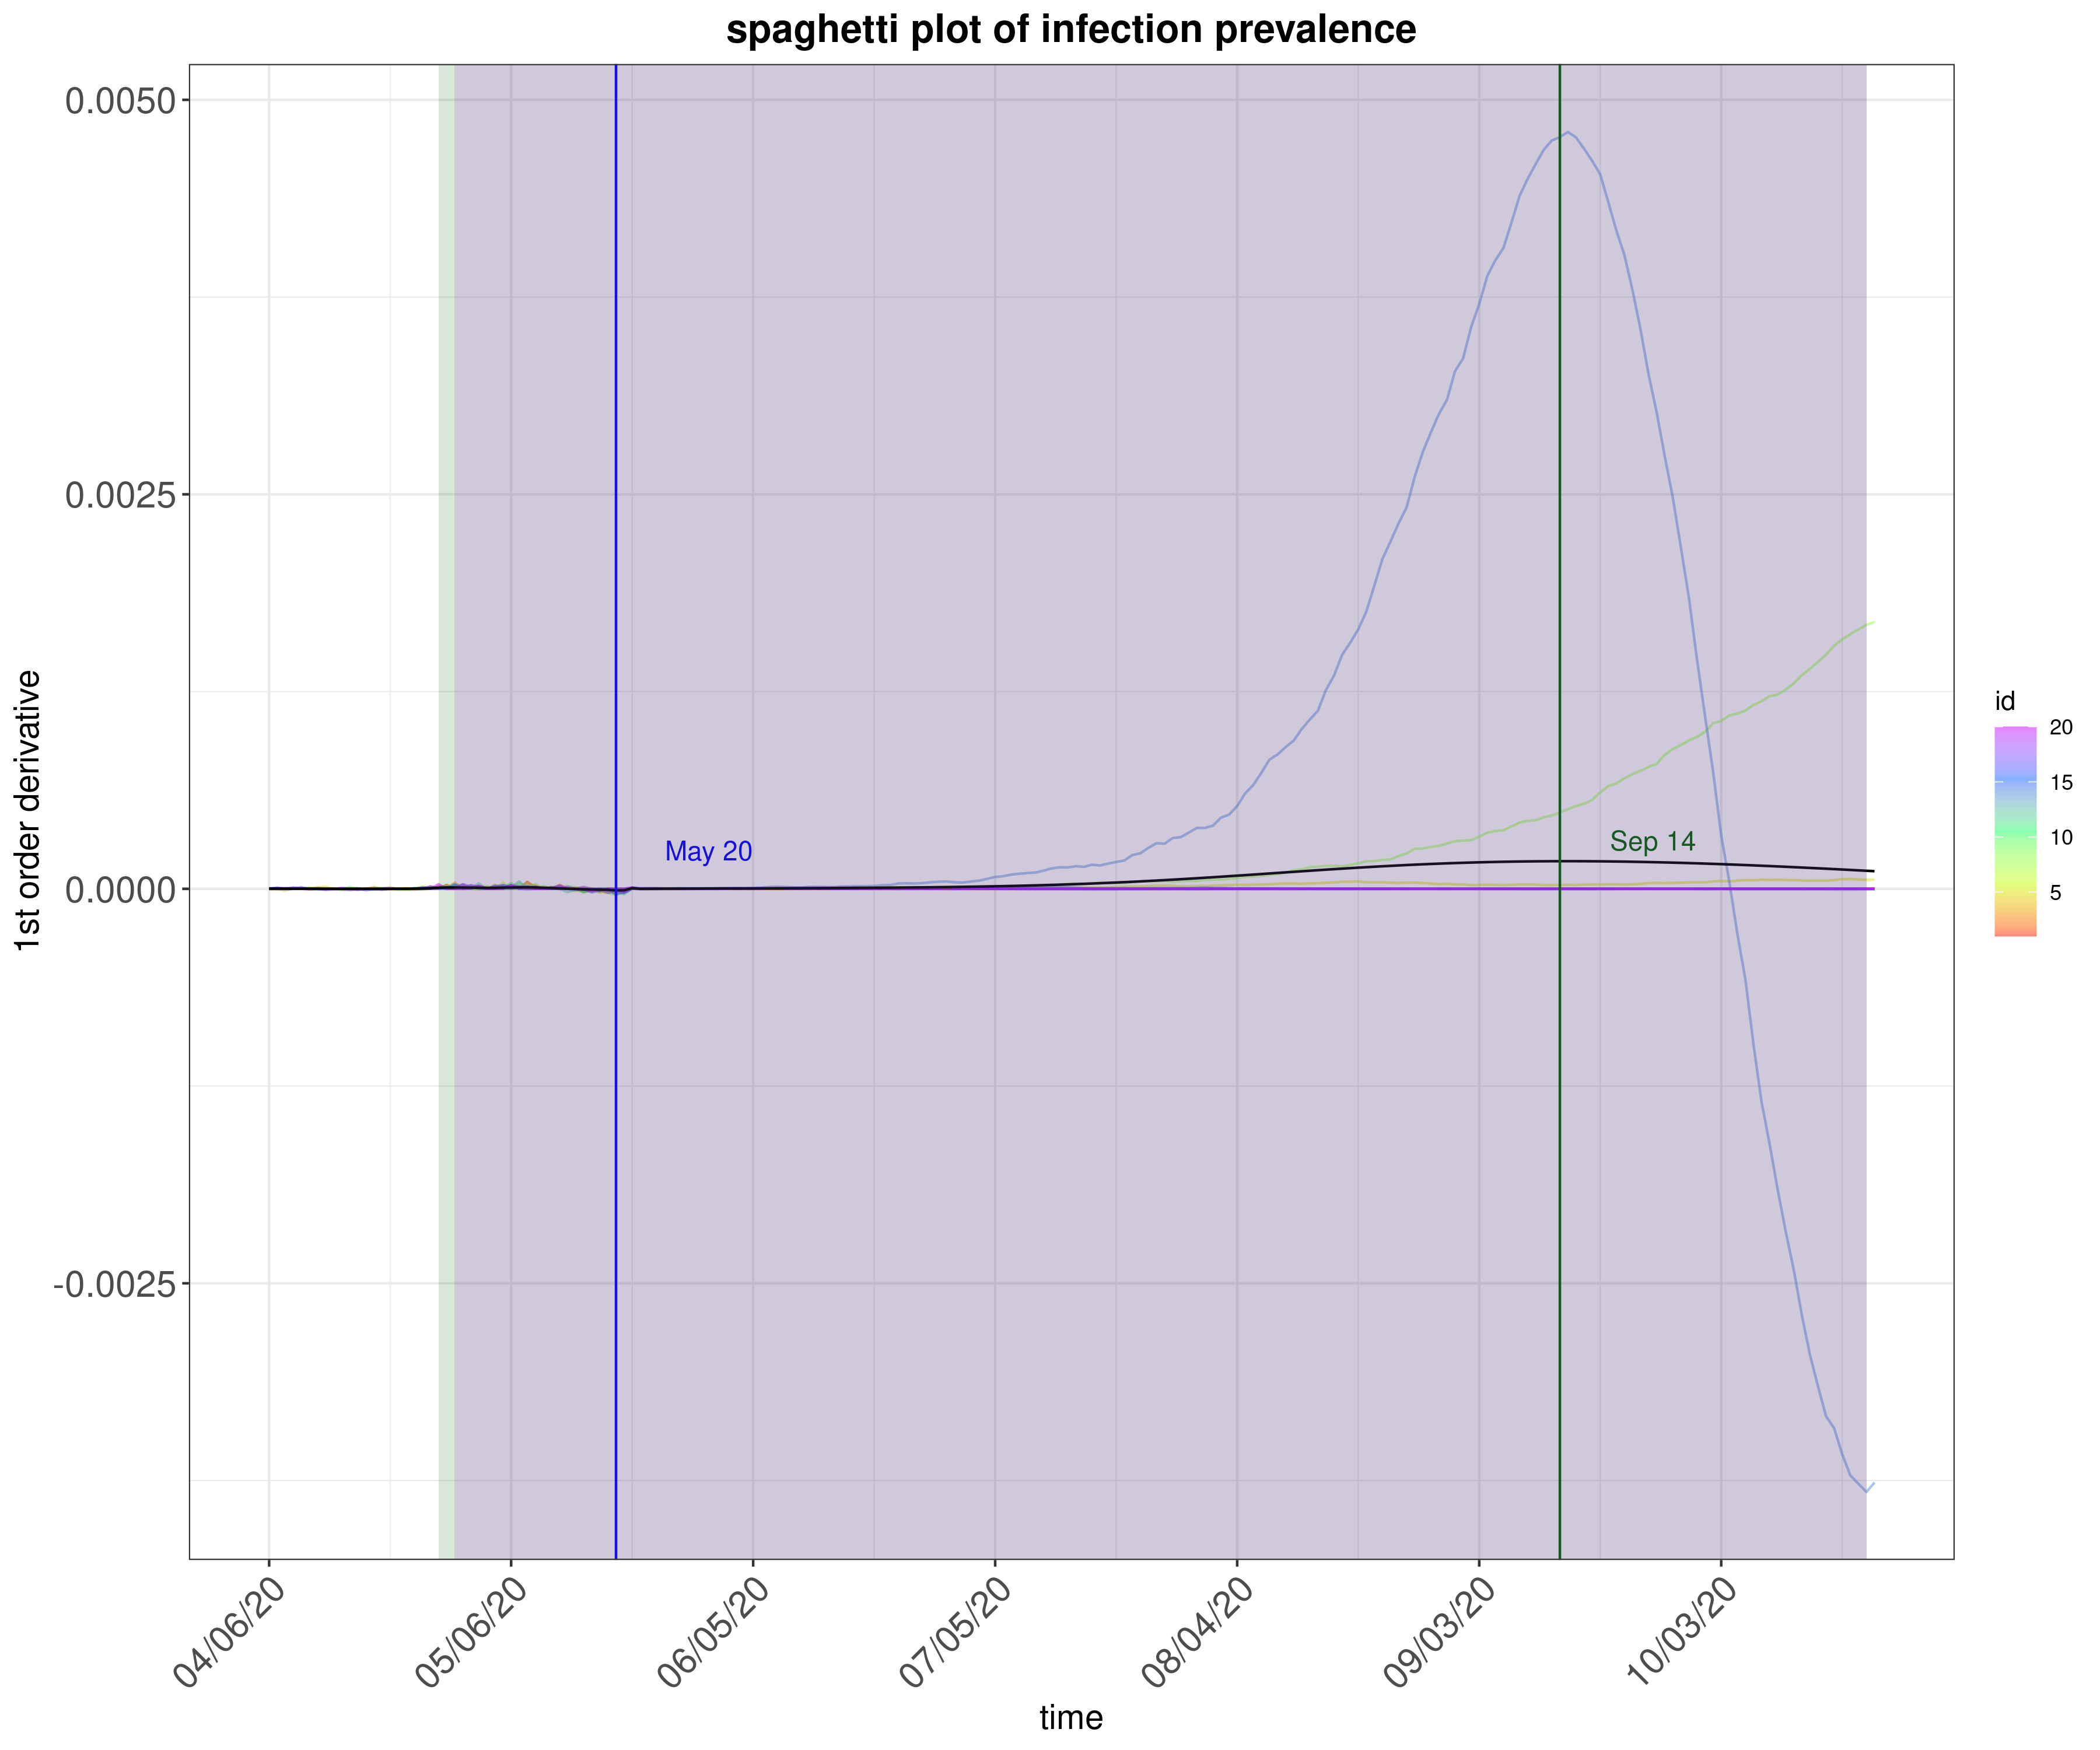 spaghetti plot of infection prevalence
1st order derivative
0.0050
0.0025
0.0000
-0.0025
May 20
Sep 14
id
20
15
10
5
04/06/20
05/06/20
06/05/20
07/05/20
08/04/20
09/03/20
10/03/20
time